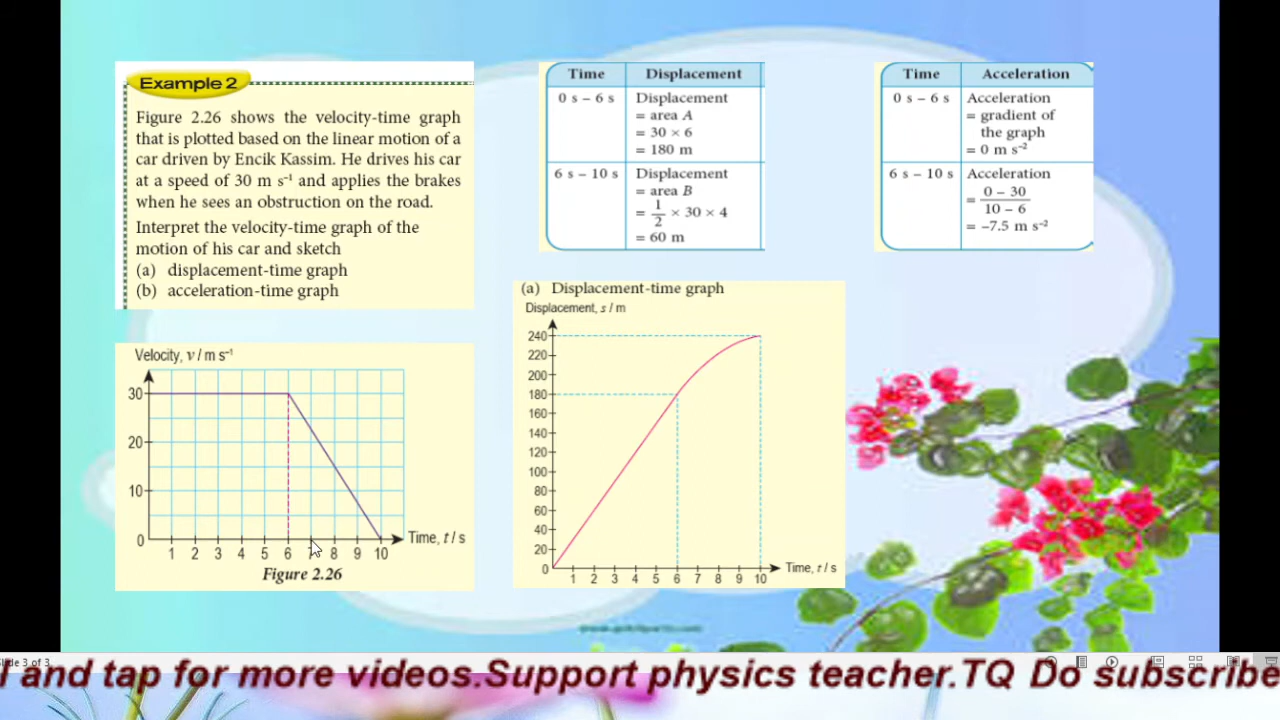 Example 2
Figure 2.26 shows the velocity-time graph
that is plotted based on the linear motion of a
car driven by Encik Kassim. He drives his car
at a speed of 30 m s⁻¹ and applies the brakes
when he sees an obstruction on the road.
Interpret the velocity-time graph of the
motion of his car and sketch
(a) displacement-time graph
(b) acceleration-time graph
Time Displacement
0 s – 6 s Displacement
= area A
= 30 × 6
= 180 m
6 s – 10 s Displacement
= area B
= 1/2 × 30 × 4
= 60 m
Time Acceleration
0 s – 6 s Acceleration
= gradient of
the graph
= 0 m s⁻²
6 s – 10 s Acceleration
= 0 – 30 / 10 – 6
= –7.5 m s⁻²
Velocity, v / m s⁻¹
30
20
10
0
1 2 3 4 5 6 8 9 10 Time, t / s
Figure 2.26
(a) Displacement-time graph
Displacement, s / m
240
220
200
180
160
140
120
100
80
60
40
20
0
1 2 3 4 5 6 7 8 9 10 Time, t / s
Slide 3 of 3
and tap for more videos.Support physics teacher.TQ Do subscribe